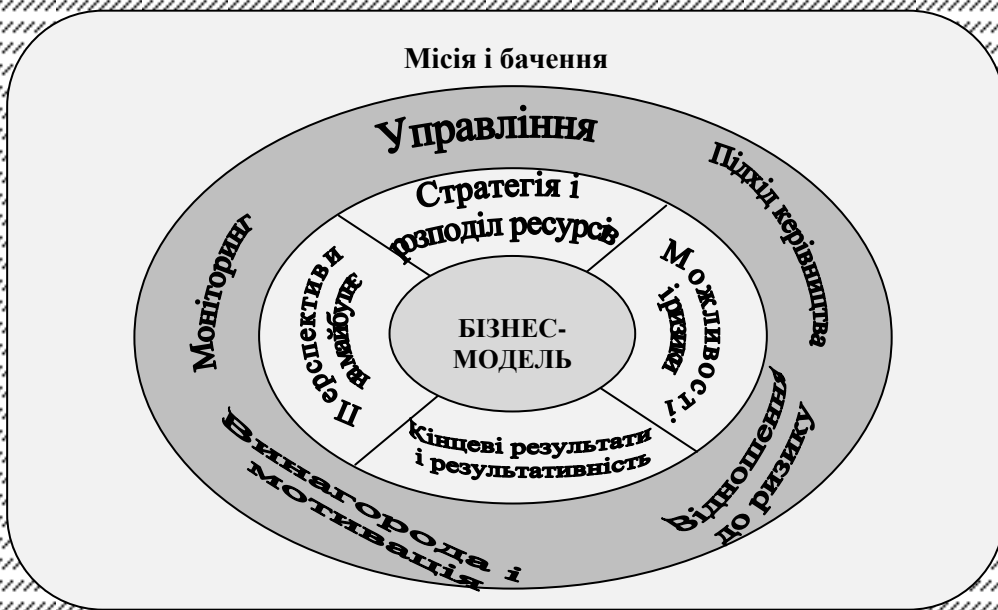 Місія і бачення
Управління
Підхід керівництва
Моніторинг
Стратегія і
розподіл ресурсів
Перспективи
на майбутнє
Можливості
і ризики
БІЗНЕС-
МОДЕЛЬ
Кінцеві результати
і результативність
Винагорода і
мотивація
Відношення
до ризику